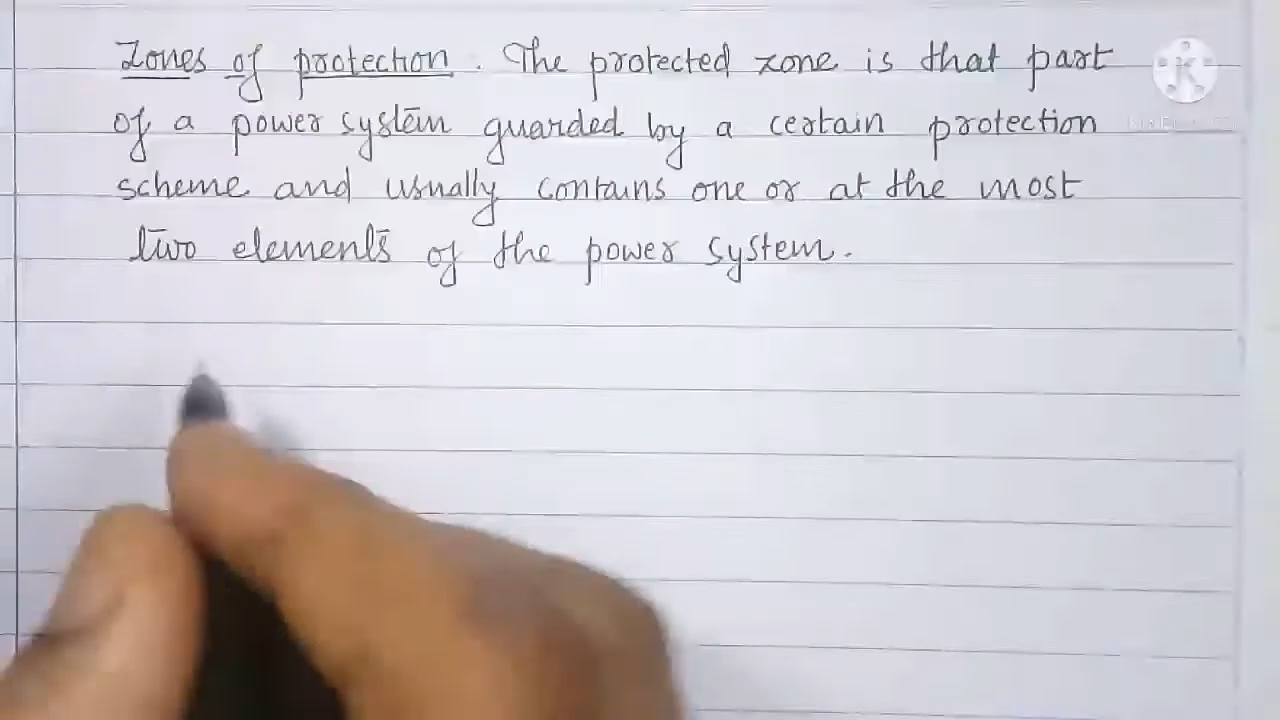 Zones of protection. The protected zone is that part
of a power system guarded by a certain protection
scheme and usually contains one or at the most
two elements of the power system.
K